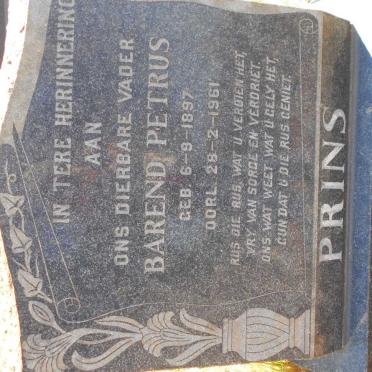 IN TERE HERINNERING
AAN
ONS DIERBARE VADER
BAREND PETRUS
GEB. 6-9-1897
OORL. 28-2-1961
RUS DIE RUS, WAT U VERDIEN HET,
VRY VAN SORGE EN VERDRIET.
ONS WAT WEET WAT U GELY HET,
GUN DAT U DIE RUS GENIET.
PRINS